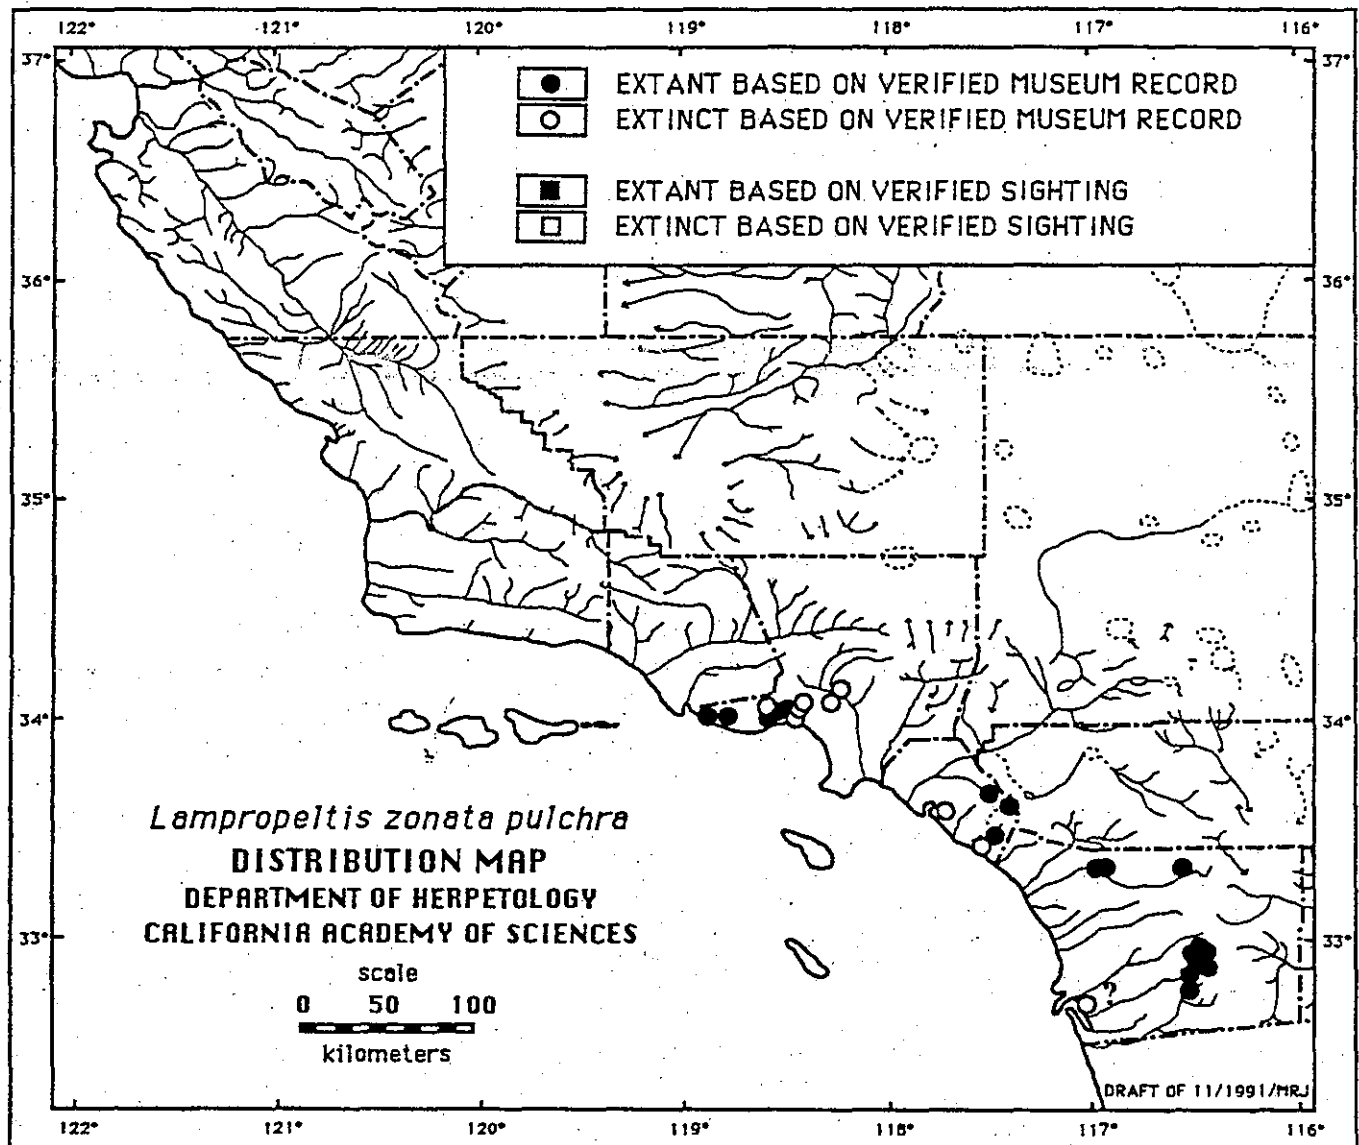 122° 121° 120° 119° 118° 117° 116°
37° 37°
EXTANT BASED ON VERIFIED MUSEUM RECORD
EXTINCT BASED ON VERIFIED MUSEUM RECORD
EXTANT BASED ON VERIFIED SIGHTING
EXTINCT BASED ON VERIFIED SIGHTING
36° 36°
35° 35°
34° 34°
Lampropeltis zonata pulchra
DISTRIBUTION MAP
DEPARTMENT OF HERPETOLOGY
CALIFORNIA ACADEMY OF SCIENCES
33° 33°
scale
0 50 100
kilometers
?
DRAFT OF 11/1991/MRJ
122° 121° 120° 119° 118° 117° 116°